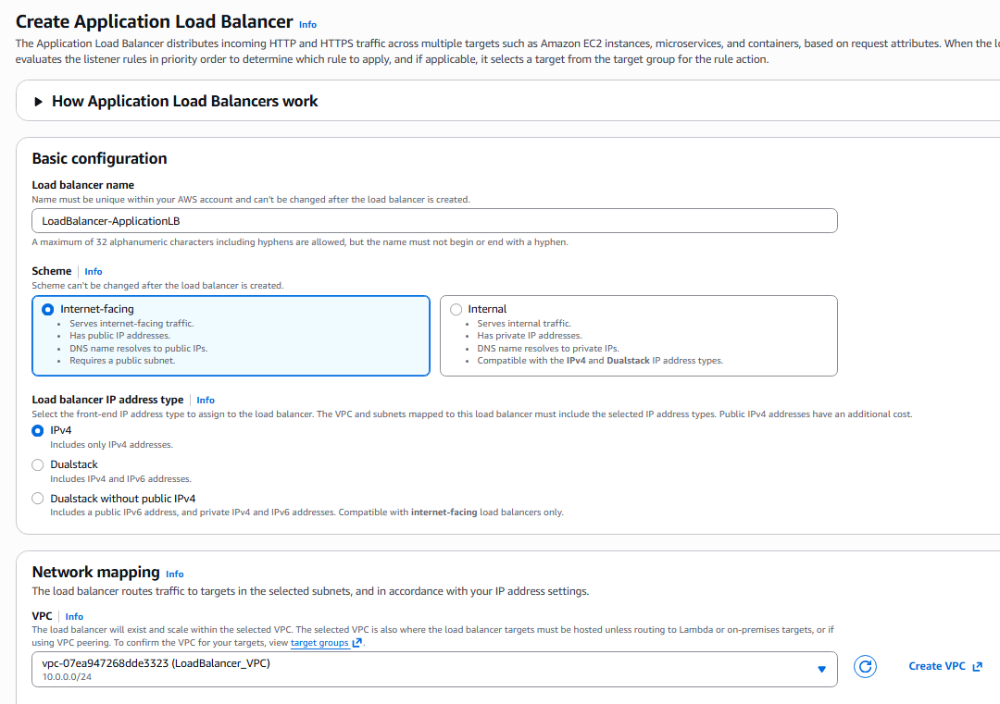 Create Application Load Balancer Info
The Application Load Balancer distributes incoming HTTP and HTTPS traffic across multiple targets such as Amazon EC2 instances, microservices, and containers, based on request attributes. When the
evaluates the listener rules in priority order to determine which rule to apply, and if applicable, it selects a target from the target group for the rule action.
How Application Load Balancers work
Basic configuration
Load balancer name
Name must be unique within your AWS account and can't be changed after the load balancer is created.
LoadBalancer-ApplicationLB
A maximum of 32 alphanumeric characters including hyphens are allowed, but the name must not begin or end with a hyphen.
Scheme Info
Scheme can't be changed after the load balancer is created.
Internet-facing
• Serves internet-facing traffic.
• Has public IP addresses.
• DNS name resolves to public IPs.
• Requires a public subnet.
Internal
• Serves internal traffic.
• Has private IP addresses.
• DNS name resolves to private IPs.
• Compatible with the IPv4 and Dualstack IP address types.
Load balancer IP address type Info
Select the front-end IP address type to assign to the load balancer. The VPC and subnets mapped to this load balancer must include the selected IP address types. Public IPv4 addresses have an additional cost.
IPv4
Includes only IPv4 addresses.
Dualstack
Includes IPv4 and IPv6 addresses.
Dualstack without public IPv4
Includes a public IPv6 address, and private IPv4 and IPv6 addresses. Compatible with internet-facing load balancers only.
Network mapping Info
The load balancer routes traffic to targets in the selected subnets, and in accordance with your IP address settings.
VPC Info
The load balancer will exist and scale within the selected VPC. The selected VPC is also where the load balancer targets must be hosted unless routing to Lambda or on-premises targets, or if
using VPC peering. To confirm the VPC for your targets, view target groups.
vpc-07ea947268dde3323 (LoadBalancer_VPC)
10.0.0.0/24
Create VPC